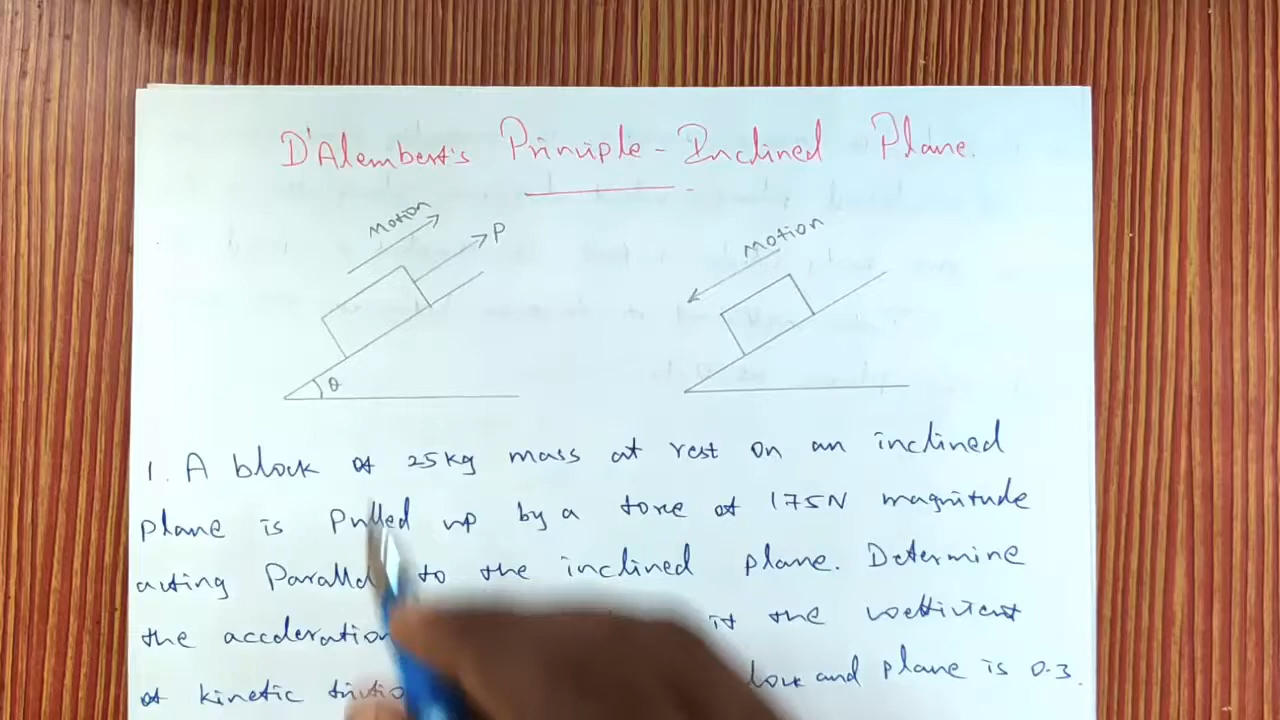 D'Alembert's Principle - Inclined Plane.
Motion
P
θ
Motion
1. A block of 25kg mass at rest on an inclined
plane is pulled up by a force of 175N magnitude
acting Parallel to the inclined plane. Determine
the acceleration if the coefficient
of kinetic and plane is 0.3.